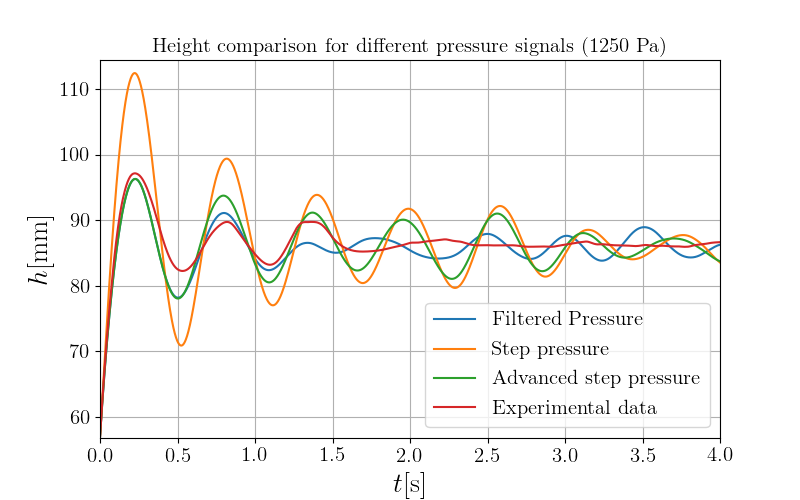 Height comparison for different pressure signals (1250 Pa)
h[mm]
110
100
90
80
70
60
0.0 0.5 1.0 1.5 2.0 2.5 3.0 3.5 4.0
t[s]
Filtered Pressure
Step pressure
Advanced step pressure
Experimental data